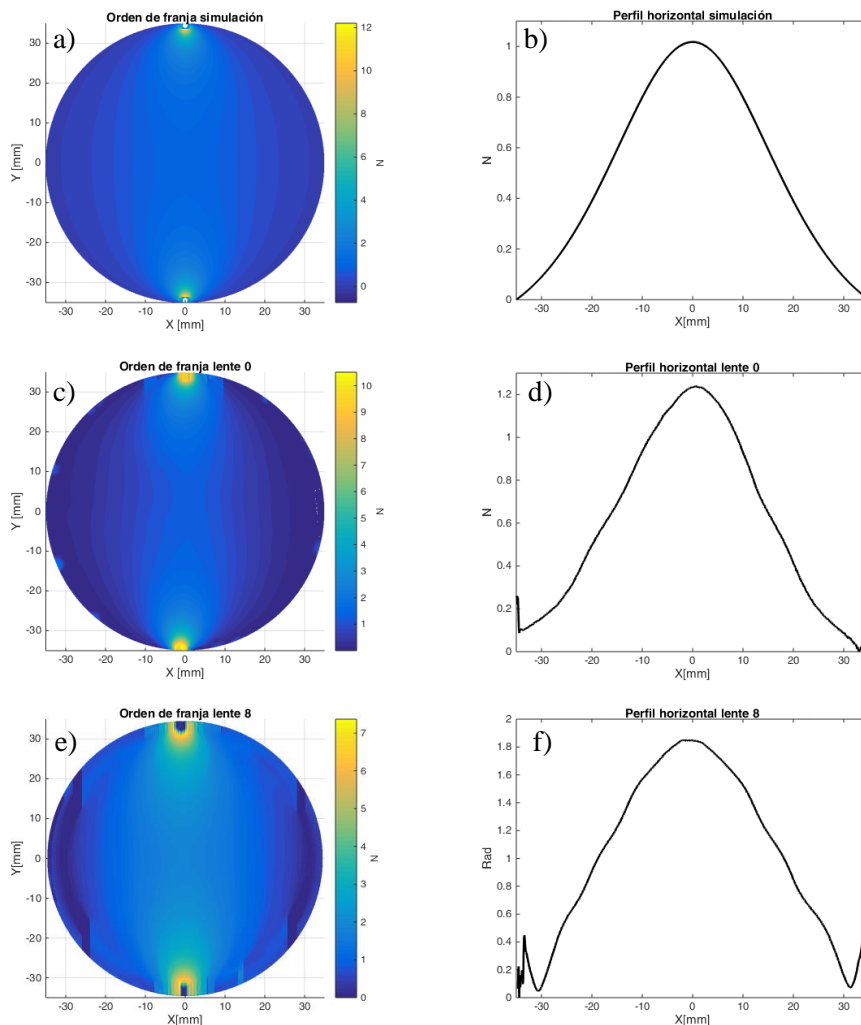 Orden de franja simulación
a)
30
20
10
0
-10
-20
-30
Y [mm]
-30 -20 -10 0 10 20 30
X [mm]
12
10
8
6
4
2
0
N
Perfil horizontal simulación
b)
1
0.8
0.6
0.4
0.2
0
N
-30 -20 -10 0 10 20 30
X[mm]
Orden de franja lente 0
c)
30
20
10
0
-10
-20
-30
Y [mm]
-30 -20 -10 0 10 20 30
X [mm]
10
9
8
7
6
5
4
3
2
1
N
Perfil horizontal lente 0
d)
1.2
1
0.8
0.6
0.4
0.2
0
N
-30 -20 -10 0 10 20 30
X[mm]
Orden de franja lente 8
e)
30
20
10
0
-10
-20
-30
Y[mm]
-30 -20 -10 0 10 20 30
X[mm]
7
6
5
4
3
2
1
0
N
Perfil horizontal lente 8
f)
2
1.8
1.6
1.4
1.2
1
0.8
0.6
0.4
0.2
0
Rad
-30 -20 -10 0 10 20 30
X[mm]